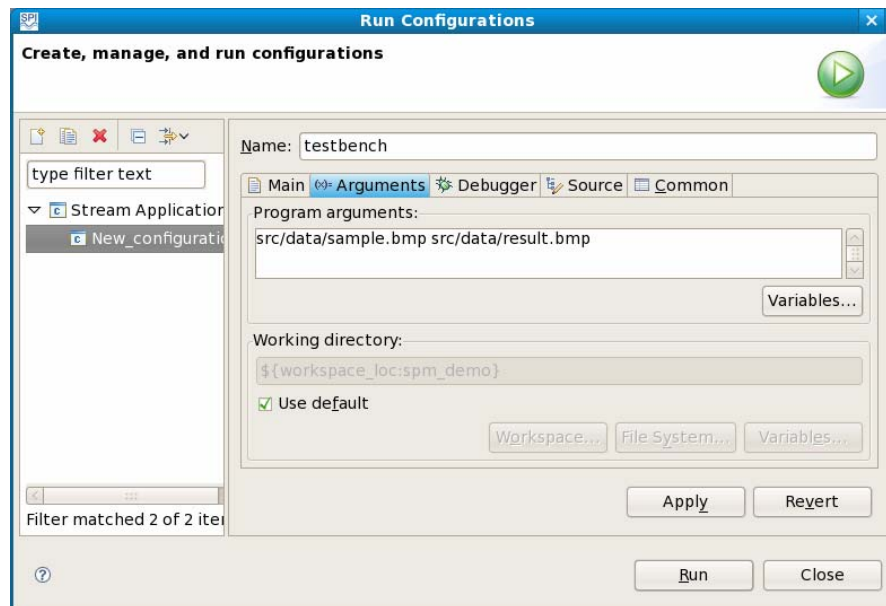 SPI
Run Configurations
Create, manage, and run configurations
type filter text
Stream Application
New_configuratio
Filter matched 2 of 2 iter
Name: testbench
Main (x)= Arguments Debugger Source Common
Program arguments:
src/data/sample.bmp src/data/result.bmp
Variables...
Working directory:
${workspace_loc:spm_demo}
Use default
Workspace... File System... Variables...
Apply Revert
Run Close